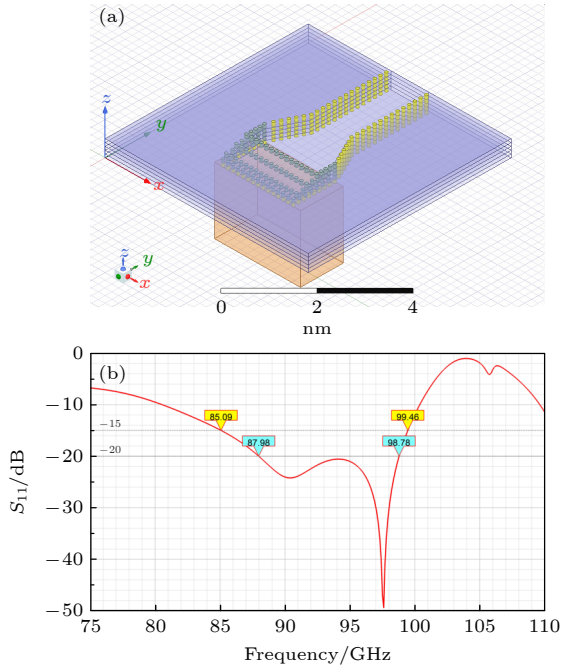 (a)
z
y
x
z
y
x
0 2 4
nm
(b)
0
−10
−20
−30
−40
−50
S11/dB
−15
−20
85.09
87.98
98.78
99.46
75 80 85 90 95 100 105 110
Frequency/GHz